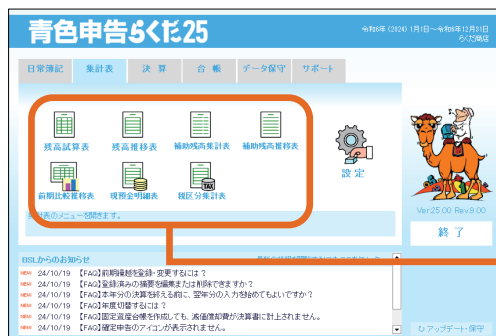 青色申告らくだ25
令和6年 (2024) 1月1日～令和6年12月31日
らくだ商店
日常簿記 集計表 決 算 台 帳 データ保守 サポート
残高試算表 残高推移表 補助残高集計表 補助残高推移表
設 定
前期比較推移表 現預金明細表 税区分集計表
TAX
計表のメニューを開きます。
Ver.25.00 Rev.9.00
終 了
BSLからのお知らせ
NEW 24/10/19 【FAQ】前期繰越を登録・変更するには？
NEW 24/10/19 【FAQ】登録済みの摘要を編集または削除できますか？
NEW 24/10/19 【FAQ】本年分の決算を終える前に、翌年分の入力を始めてもよいですか？
NEW 24/10/19 【FAQ】年度切替するには？
NEW 24/10/19 【FAQ】固定資産台帳を作成しても、減価償却費が決算書に計上されません。
NEW 24/10/19 【FAQ】確定申告のアイコンが表示されません。
アップデート・保守